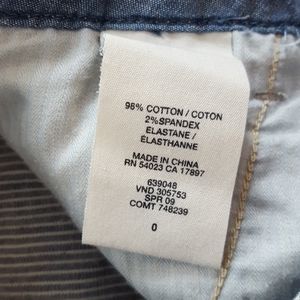 98% COTTON / COTON
2%SPANDEX
ELASTANE /
ELASTHANNE
MADE IN CHINA
RN 54023 CA 17897
639048
VND 305753
SPR 09
COMT 748239
0